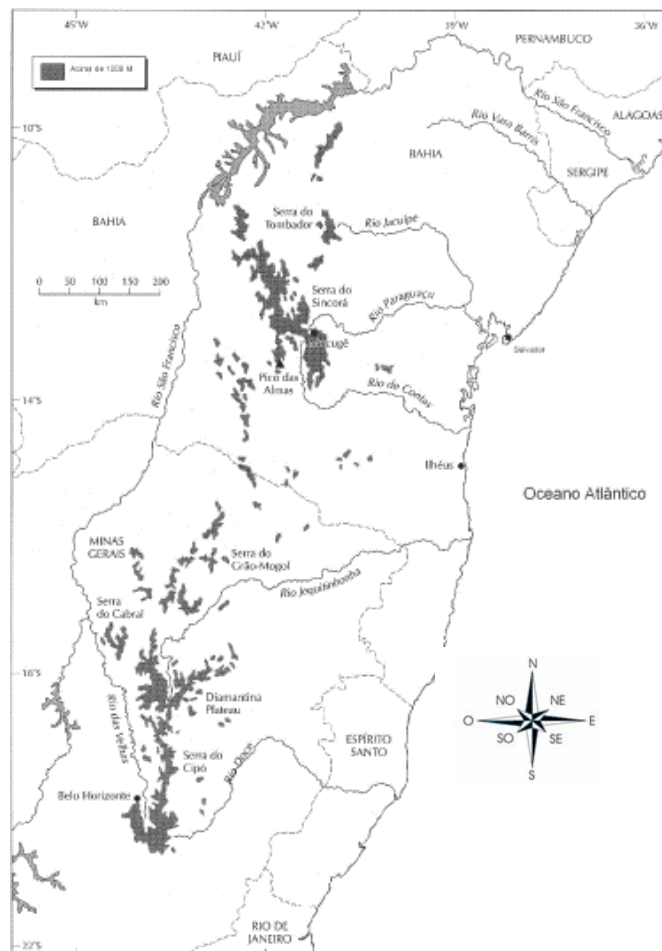 45°W
42°W
39°W
36°W
PERNAMBUCO
PIAUÍ
Acima de 1200 M
Rio São Francisco
ALAGOAS
10°S
Rio Vasa Barris
BAHIA
SERGIPE
BAHIA
Serra do
Tombador
Rio Jacuípe
0 50 100 150 200
km
Serra do
Sincorá
Rio Paraguaçu
Salvador
Pico das
Almas
Rio de Contas
Rio São Francisco
14°S
Ilhéus
Oceano Atlântico
MINAS
GERAIS
Serra do
Grão-Mogol
Rio Jequitinhonha
Serra
do Cabral
N
NO NE
O E
SO SE
S
Diamantina
Plateau
Rio das Velhas
ESPÍRITO
SANTO
Serra do
Cipó
Rio Doce
Belo Horizonte
RIO DE
JANEIRO
22°S